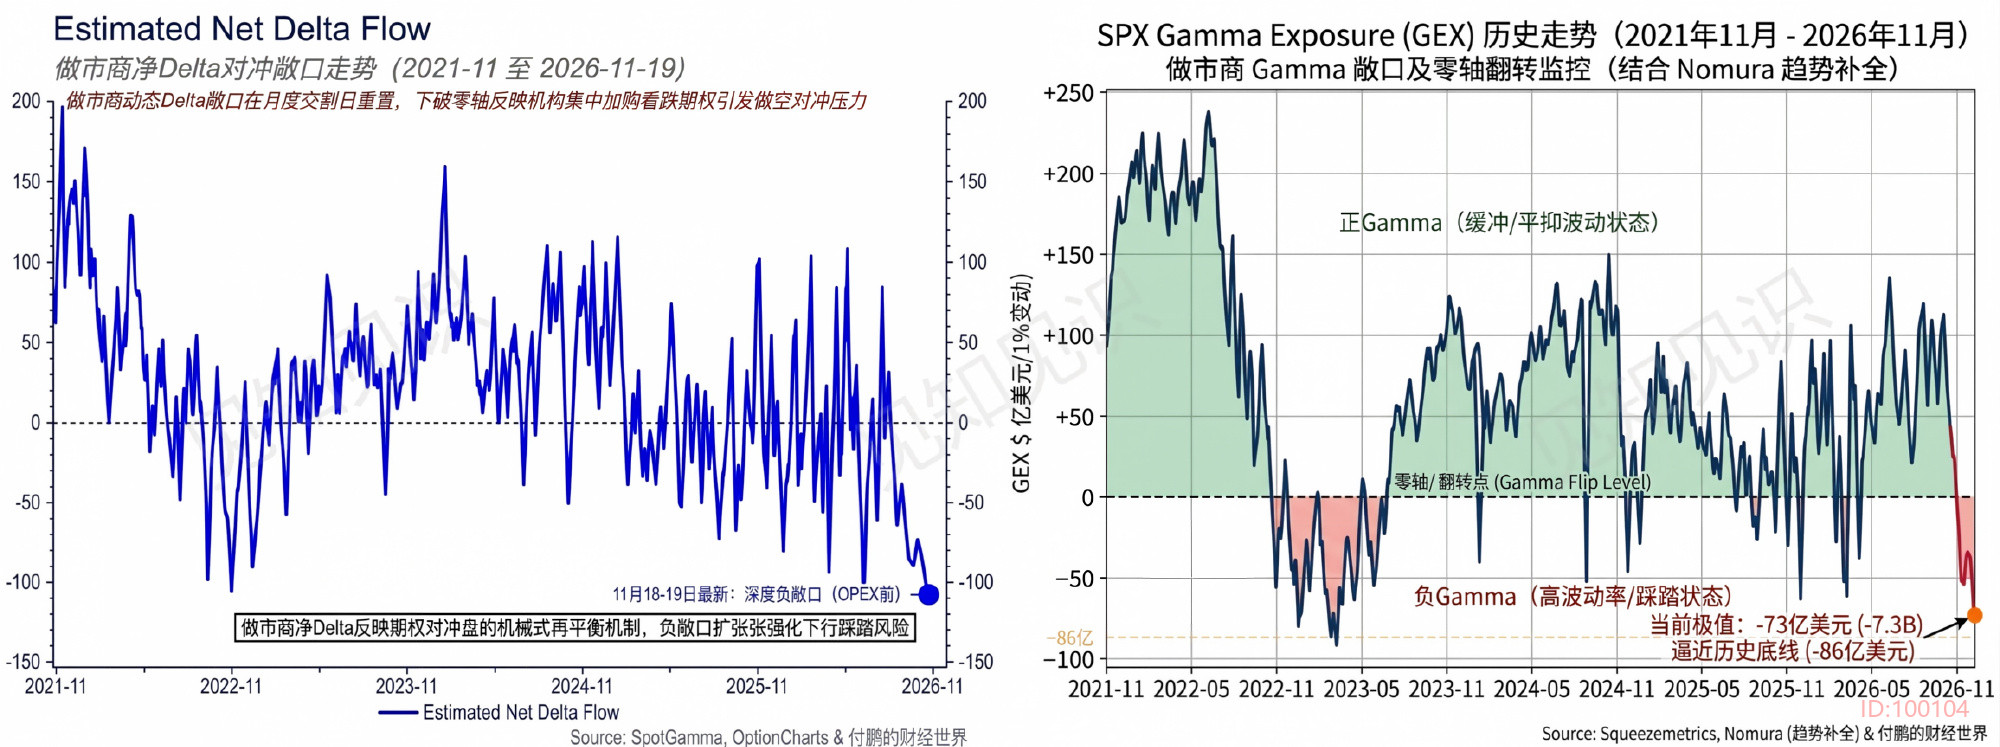 Estimated Net Delta Flow
做市商净Delta对冲敞口走势（2021-11 至 2026-11-19）
做市商动态Delta敞口在月度交割日重置，下破零轴反映机构集中加购看跌期权引发做空对冲压力
200
150
100
50
0
-50
-100
-150
200
150
100
50
0
-50
-100
-150
11月18-19日最新：深度负敞口（OPEX前）
做市商净Delta反映期权对冲盘的机械式再平衡机制，负敞口扩张张强化下行踩踏风险
2021-11 2022-11 2023-11 2024-11 2025-11 2026-11
Estimated Net Delta Flow
Source: SpotGamma, OptionCharts & 付鹏的财经世界
SPX Gamma Exposure (GEX) 历史走势（2021年11月 - 2026年11月）
做市商 Gamma 敞口及零轴翻转监控（结合 Nomura 趋势补全）
GEX $ 亿美元/1%变动）
+250
+200
+150
+100
+50
0
−50
−86亿
−100
正Gamma（缓冲/平抑波动状态）
零轴/翻转点 (Gamma Flip Level)
负Gamma（高波动率/踩踏状态）
当前极值：-73亿美元 (-7.3B)
逼近历史底线 (-86亿美元)
2021-11 2022-05 2022-11 2023-05 2023-11 2024-05 2024-11 2025-05 2025-11 2026-05 2026-11
ID:100104
Source: Squeezemetrics, Nomura (趋势补全) & 付鹏的财经世界
见知见识
见知见识
见知见识